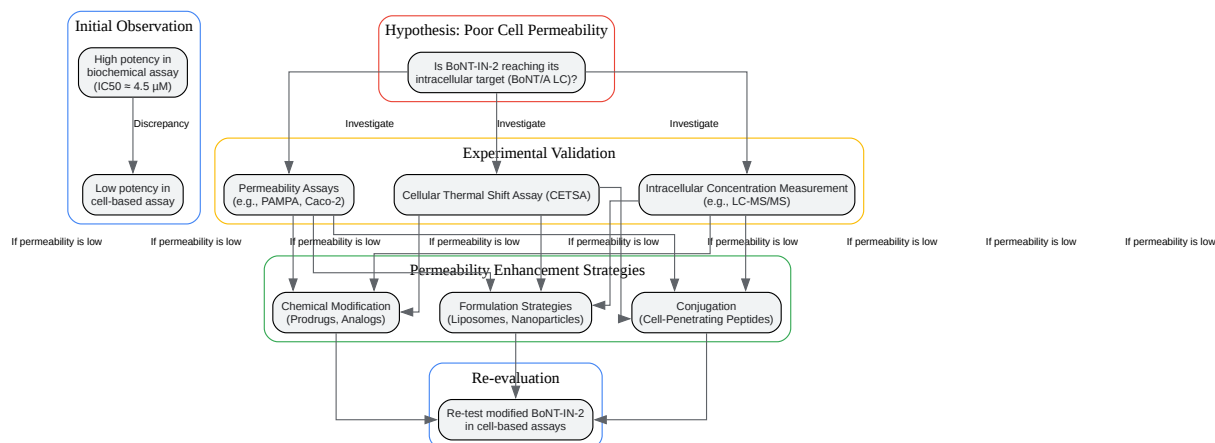 Initial Observation
High potency in
biochemical assay
(IC50 ≈ 4.5 µM)
Discrepancy
Low potency in
cell-based assay
Hypothesis: Poor Cell Permeability
Is BoNT-IN-2 reaching its
intracellular target (BoNT/A LC)?
Investigate
Investigate
Investigate
Experimental Validation
Permeability Assays
(e.g., PAMPA, Caco-2)
Cellular Thermal Shift Assay (CETSA)
Intracellular Concentration Measurement
(e.g., LC-MS/MS)
If permeability is low
If permeability is low
If permeability is low
If permeability is low
If permeability is low
If permeability is low
If permeability is low
If permeability is low
If permeability is low
Permeability Enhancement Strategies
Chemical Modification
(Prodrugs, Analogs)
Formulation Strategies
(Liposomes, Nanoparticles)
Conjugation
(Cell-Penetrating Peptides)
Re-evaluation
Re-test modified BoNT-IN-2
in cell-based assays